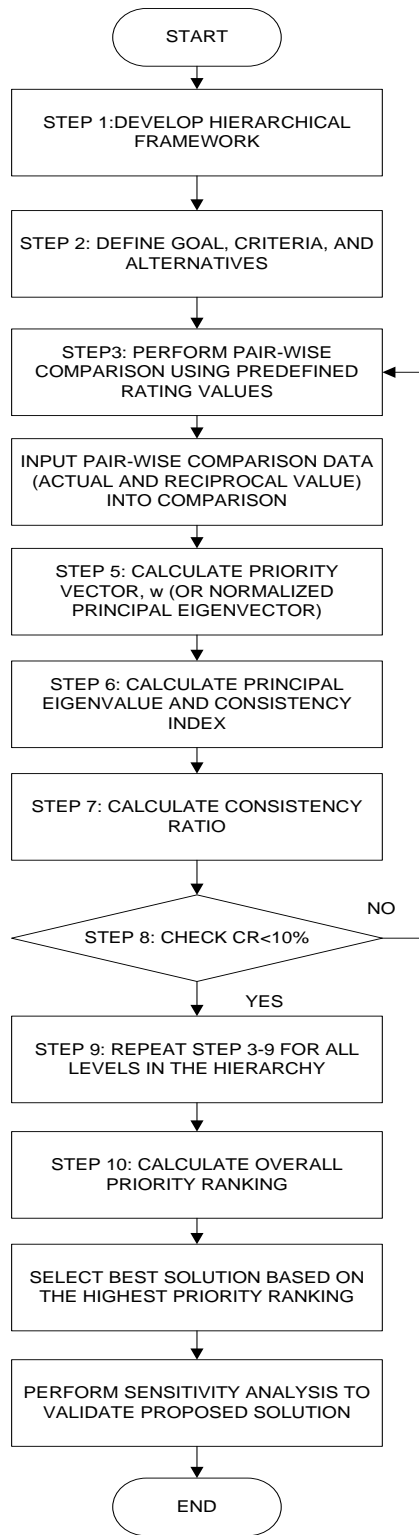 START
STEP 1:DEVELOP HIERARCHICAL
FRAMEWORK
STEP 2: DEFINE GOAL, CRITERIA, AND
ALTERNATIVES
STEP3: PERFORM PAIR-WISE
COMPARISON USING PREDEFINED
RATING VALUES
INPUT PAIR-WISE COMPARISON DATA
(ACTUAL AND RECIPROCAL VALUE)
INTO COMPARISON
STEP 5: CALCULATE PRIORITY
VECTOR, w (OR NORMALIZED
PRINCIPAL EIGENVECTOR)
STEP 6: CALCULATE PRINCIPAL
EIGENVALUE AND CONSISTENCY
INDEX
STEP 7: CALCULATE CONSISTENCY
RATIO
NO
STEP 8: CHECK CR<10%
YES
STEP 9: REPEAT STEP 3-9 FOR ALL
LEVELS IN THE HIERARCHY
STEP 10: CALCULATE OVERALL
PRIORITY RANKING
SELECT BEST SOLUTION BASED ON
THE HIGHEST PRIORITY RANKING
PERFORM SENSITIVITY ANALYSIS TO
VALIDATE PROPOSED SOLUTION
END